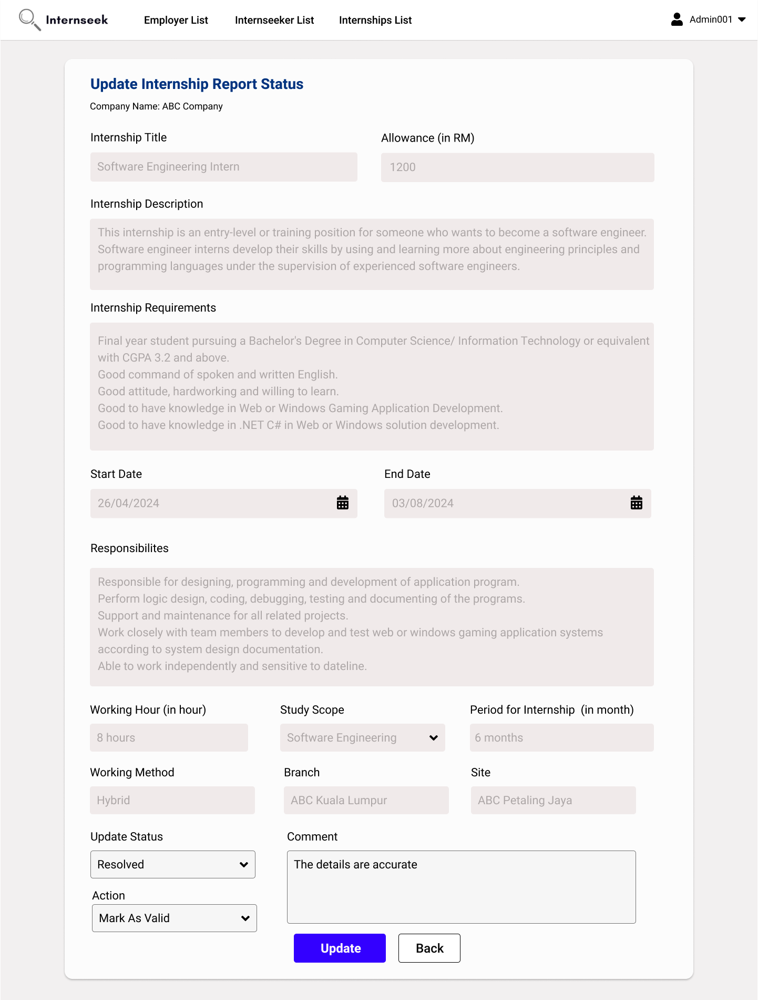 Internseek
Employer List
Internseeker List
Internships List
Admin001
Update Internship Report Status
Company Name: ABC Company
Internship Title
Allowance (in RM)
Software Engineering Intern
1200
Internship Description
This internship is an entry-level or training position for someone who wants to become a software engineer.
Software engineer interns develop their skills by using and learning more about engineering principles and
programming languages under the supervision of experienced software engineers.
Internship Requirements
Final year student pursuing a Bachelor's Degree in Computer Science/ Information Technology or equivalent
with CGPA 3.2 and above.
Good command of spoken and written English.
Good attitude, hardworking and willing to learn.
Good to have knowledge in Web or Windows Gaming Application Development.
Good to have knowledge in .NET C# in Web or Windows solution development.
Start Date
End Date
26/04/2024
03/08/2024
Responsibilites
Responsible for designing, programming and development of application program.
Perform logic design, coding, debugging, testing and documenting of the programs.
Support and maintenance for all related projects.
Work closely with team members to develop and test web or windows gaming application systems
according to system design documentation.
Able to work independently and sensitive to dateline.
Working Hour (in hour)
Study Scope
Period for Internship (in month)
8 hours
Software Engineering
6 months
Working Method
Branch
Site
Hybrid
ABC Kuala Lumpur
ABC Petaling Jaya
Update Status
Comment
Resolved
The details are accurate
Action
Mark As Valid
Update
Back